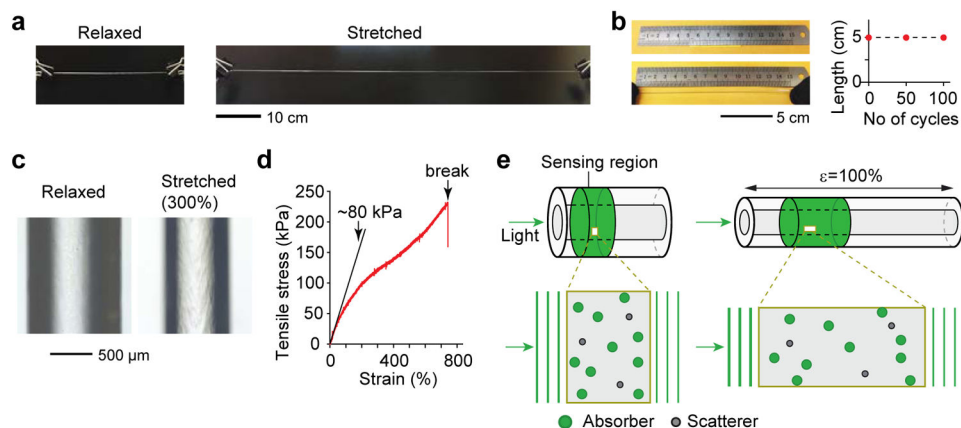 a
Relaxed
Stretched
10 cm
b
5 cm
Length (cm)
5
0
0
50
100
No of cycles
c
Relaxed
Stretched
(300%)
500 µm
d
Tensile stress (kPa)
250
200
150
100
50
0
0
400
800
Strain (%)
~80 kPa
break
e
Sensing region
Light
ε=100%
Absorber
Scatterer